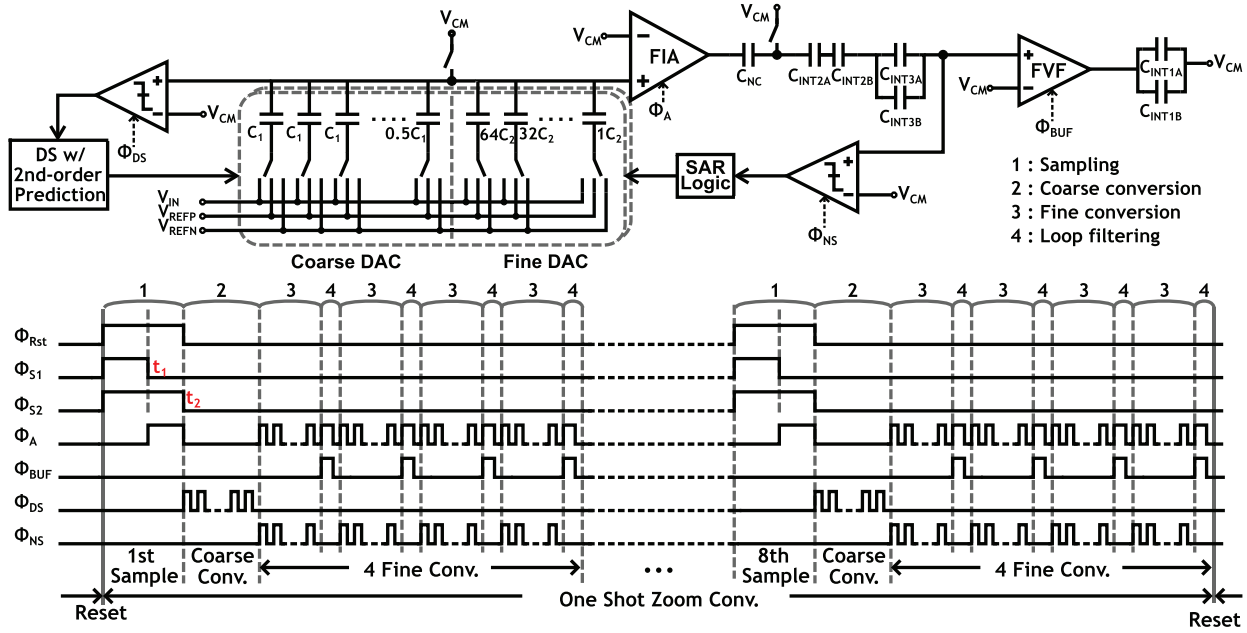 V_CM
V_CM
V_CM
FIA
Φ_A
C_NC
C_INT2A
C_INT2B
C_INT3A
C_INT3B
FVF
V_CM
Φ_BUF
C_INT1A
C_INT1B
V_CM
V_CM
Φ_DS
DS w/
2nd-order
Prediction
C_1
C_1
C_1
0.5C_1
64C_2
32C_2
1C_2
V_IN
V_REFP
V_REFN
Coarse DAC
Fine DAC
SAR
Logic
V_CM
Φ_NS
1 : Sampling
2 : Coarse conversion
3 : Fine conversion
4 : Loop filtering
1 2 3 4 3 4 3 4 3 4 1 2 3 4 3 4 3 4 3 4
Φ_Rst
Φ_S1
t_1
Φ_S2
t_2
Φ_A
Φ_BUF
Φ_DS
Φ_NS
1st
Sample
Coarse
Conv.
4 Fine Conv.
...
8th
Sample
Coarse
Conv.
4 Fine Conv.
Reset
One Shot Zoom Conv.
Reset